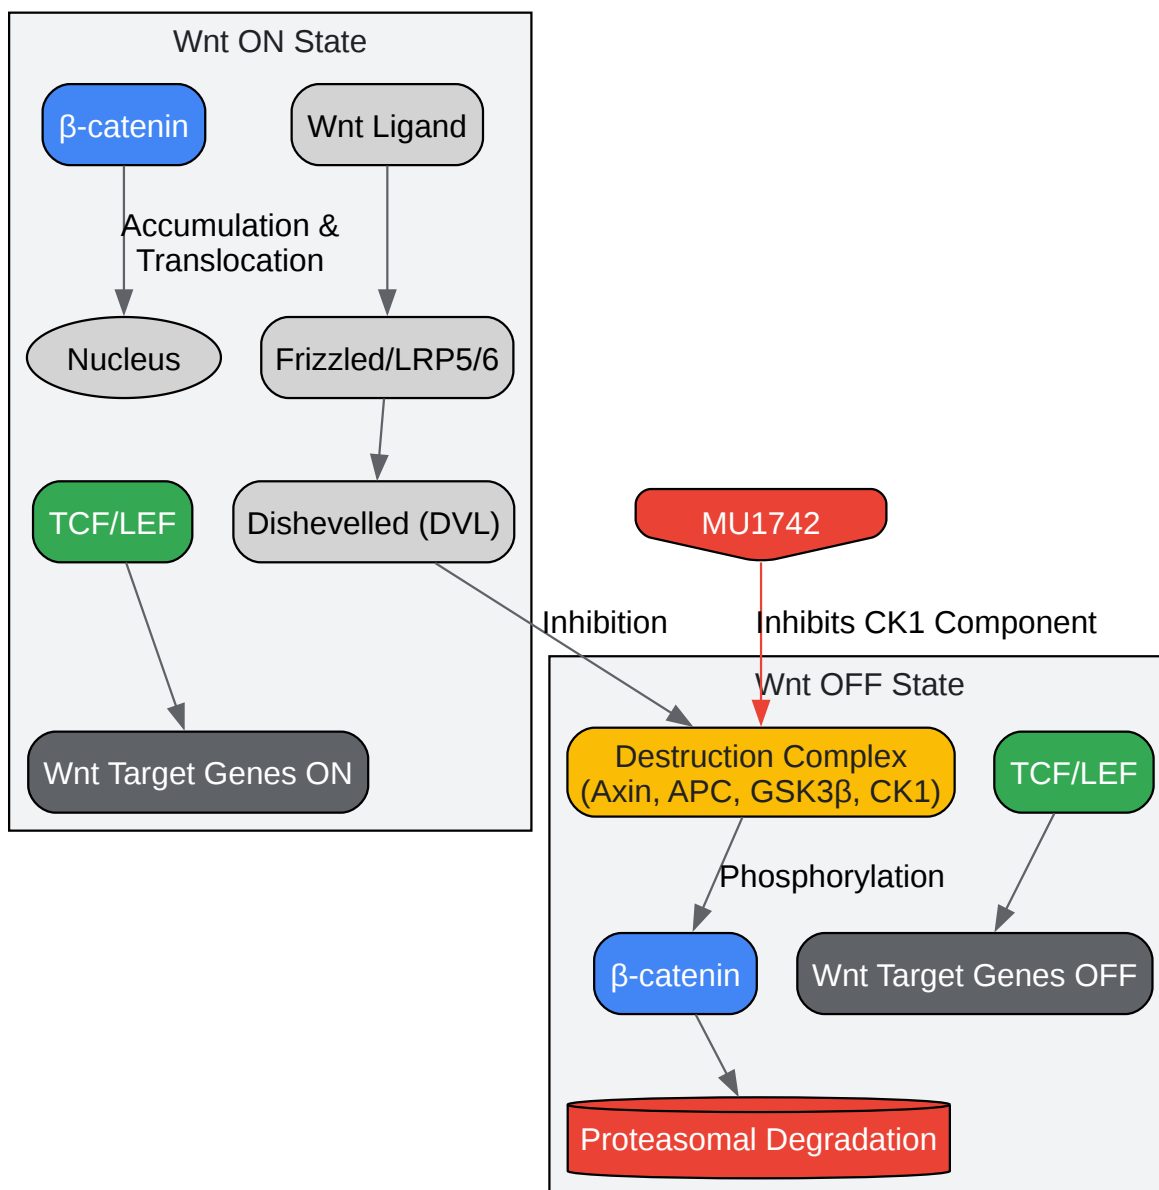 Wnt ON State
β-catenin
Wnt Ligand
Accumulation &
Translocation
Nucleus
Frizzled/LRP5/6
TCF/LEF
Dishevelled (DVL)
MU1742
Inhibition
Inhibits CK1 Component
Wnt OFF State
Wnt Target Genes ON
Destruction Complex
(Axin, APC, GSK3β, CK1)
TCF/LEF
Phosphorylation
β-catenin
Wnt Target Genes OFF
Proteasomal Degradation